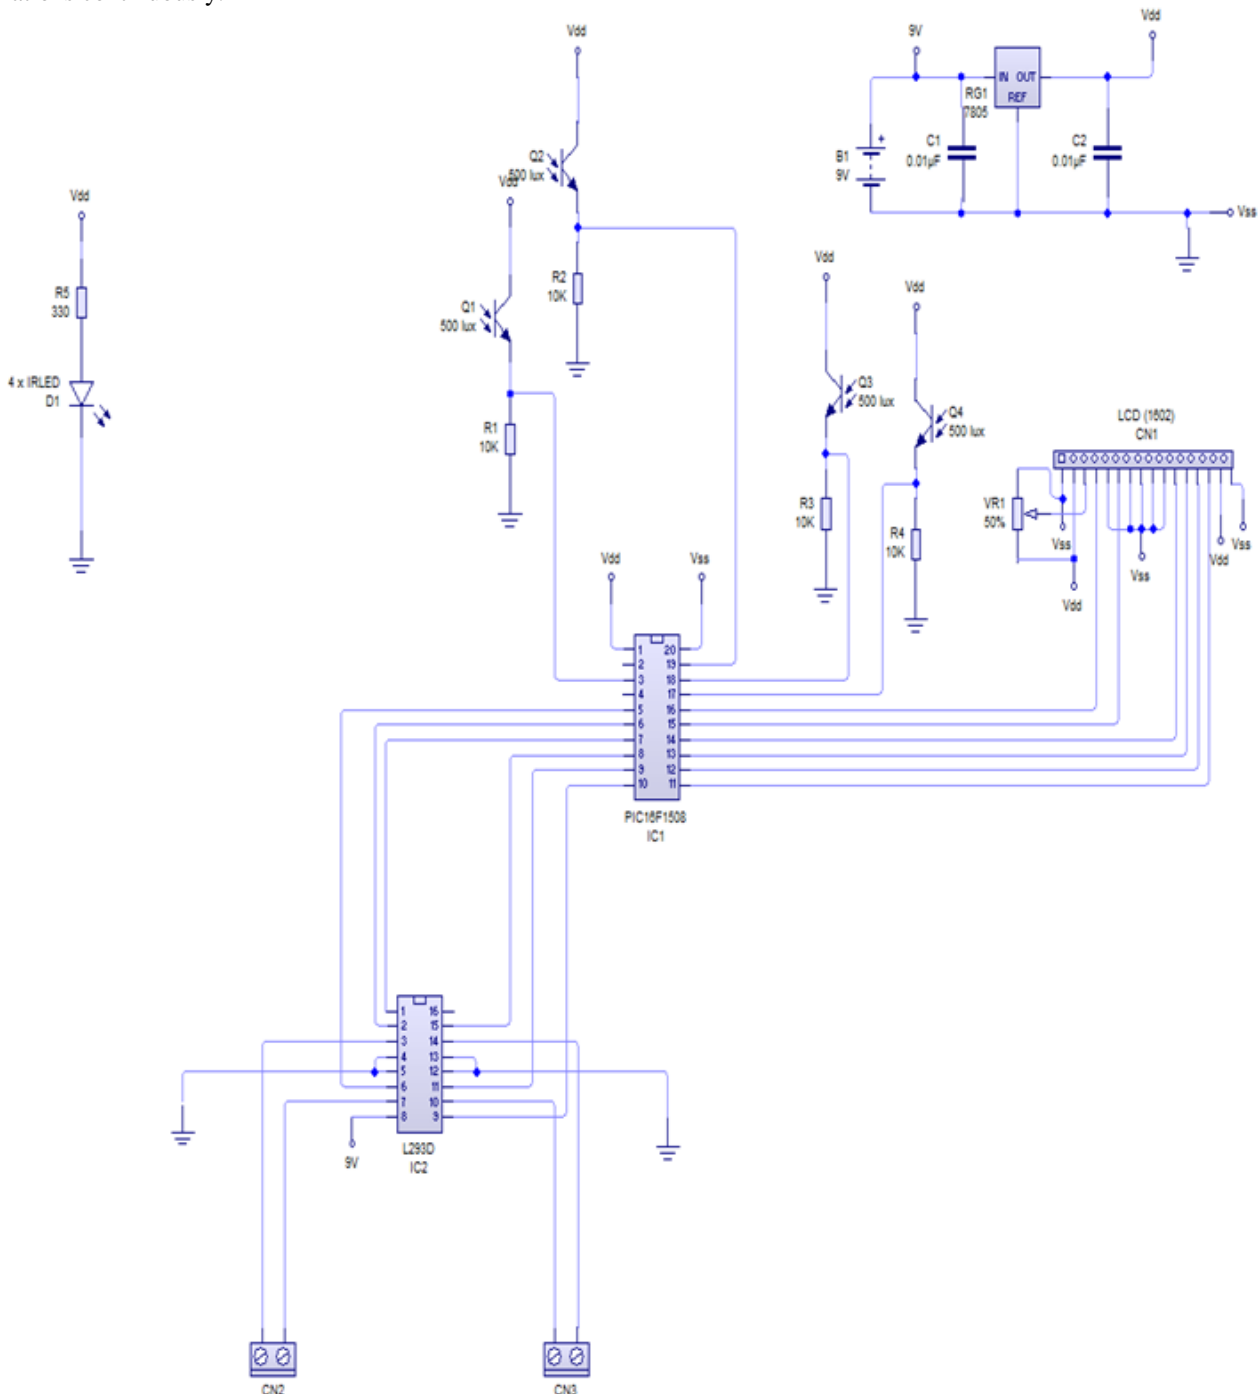 Vdd
9V
Vdd
IN OUT
REF
RG1
7805
C1
0.01µF
C2
0.01µF
B1
9V
+
Vss
Q2
500 lux
Vdd
Vdd
R5
330
4 x IRLED
D1
R2
10K
Q1
500 lux
R1
10K
Vdd
Vdd
Q3
500 lux
Q4
500 lux
R3
10K
R4
10K
LCD (1602)
CN1
VR1
50%
Vss
Vss
Vdd
Vss
Vdd
Vdd
Vss
1 20
2 19
3 18
4 17
5 16
6 15
7 14
8 13
9 12
10 11
PIC16F1508
IC1
1 16
2 15
3 14
4 13
5 12
6 11
7 10
8 9
L293D
IC2
9V
CN2
CN3